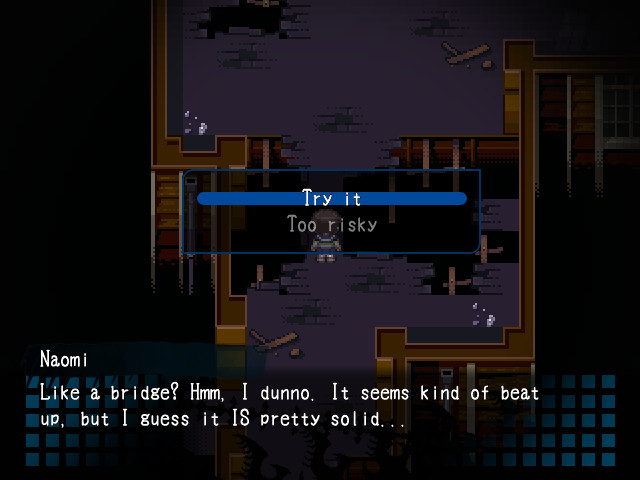 Try it
Too risky
Naomi
Like a bridge? Hmm, I dunno. It seems kind of beat
up, but I guess it IS pretty solid...